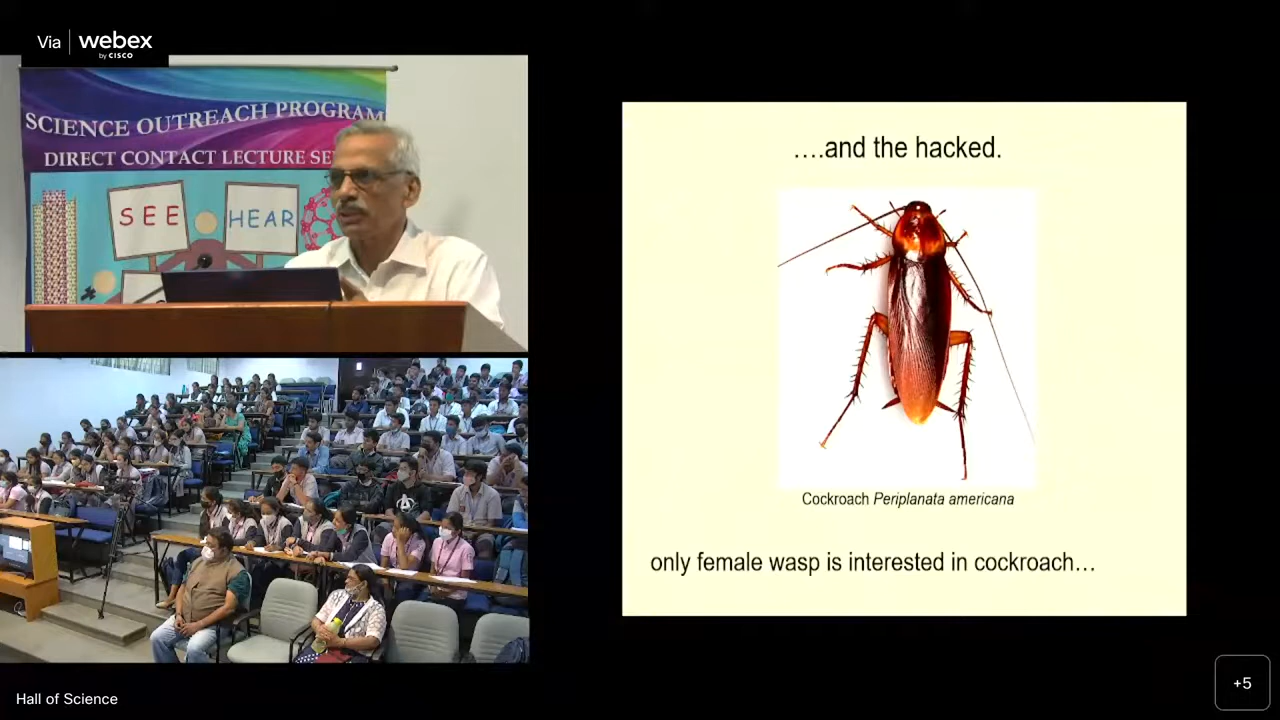 Via webex
by CISCO
SCIENCE OUTREACH PROGRAM
DIRECT CONTACT LECTURE SE
SEE
HEAR
....and the hacked.
Cockroach Periplanata americana
only female wasp is interested in cockroach...
Hall of Science
+5